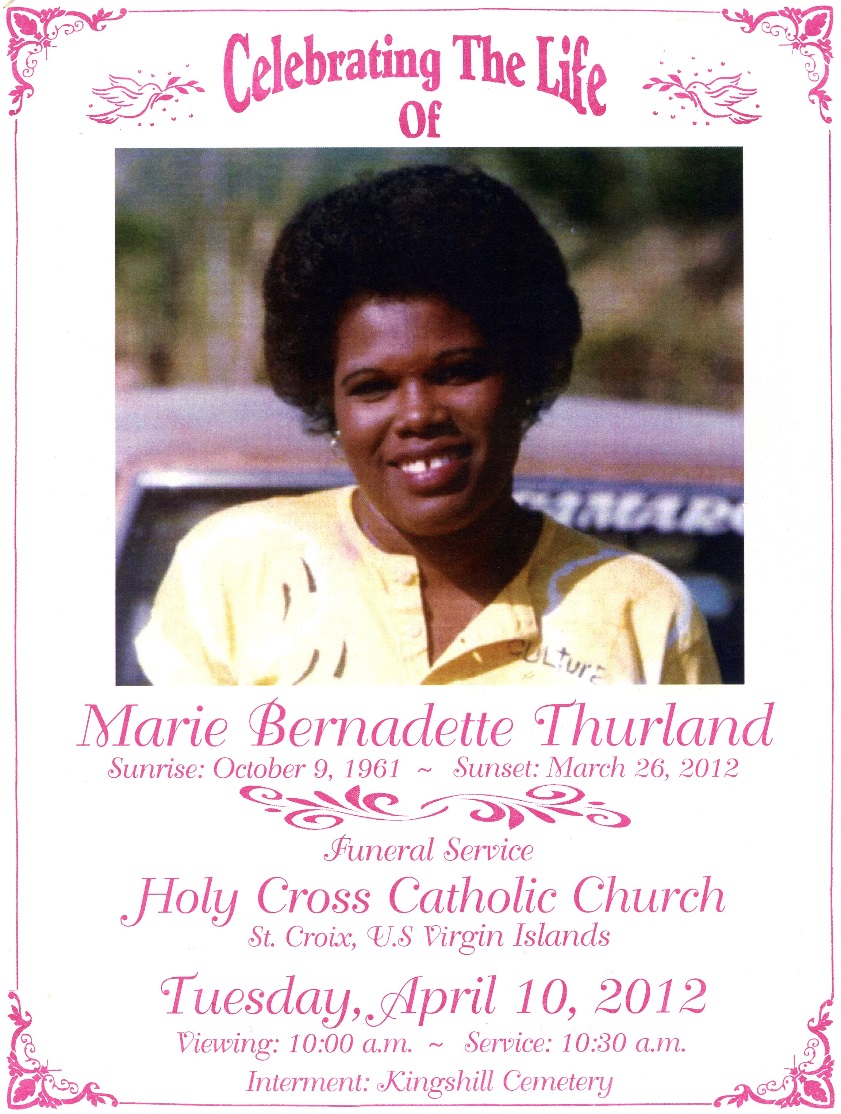 Celebrating The Life
Of
CULTURE
Marie Bernadette Thurland
Sunrise: October 9, 1961 ~ Sunset: March 26, 2012
Funeral Service
Holy Cross Catholic Church
St. Croix, U.S Virgin Islands
Tuesday, April 10, 2012
Viewing: 10:00 a.m. ~ Service: 10:30 a.m.
Interment: Kingshill Cemetery